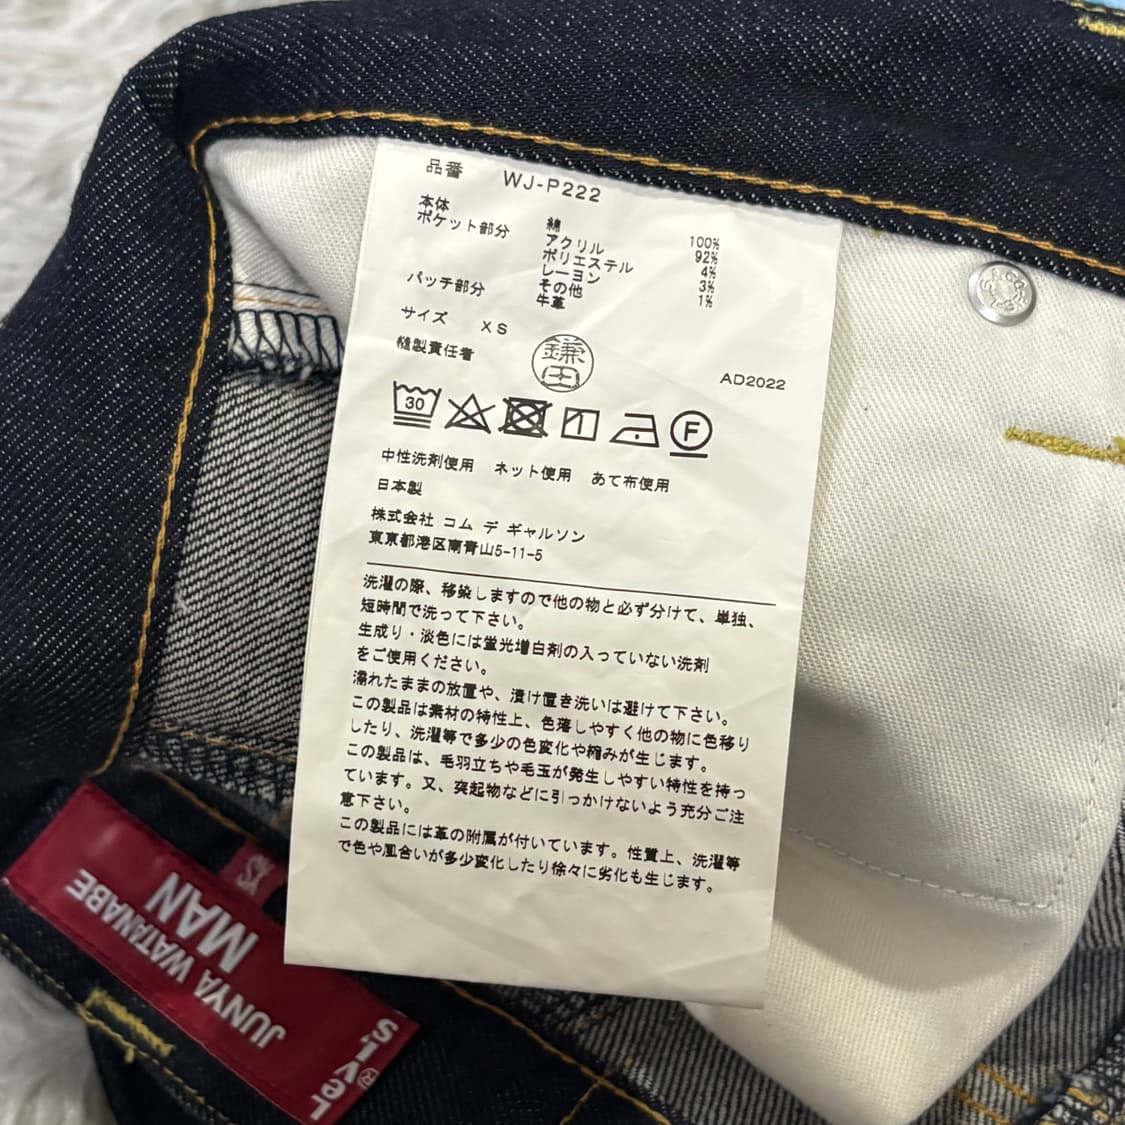 品番 WJ-P222
本体 綿 100%
ポケット部分 アクリル 92%
ポリエステル 4%
レーヨン 3%
その他 1%
パッチ部分 牛革
サイズ XS
縫製責任者 鎌田
AD2022
30 1 F
中性洗剤使用 ネット使用 あて布使用
日本製
株式会社 コム デ ギャルソン
東京都港区南青山5-11-5
洗濯の際、移染しますので他の物と必ず分けて、単独、
短時間で洗って下さい。
生成り・淡色には蛍光増白剤の入っていない洗剤
をご使用ください。
濡れたままの放置や、漬け置き洗いは避けて下さい。
この製品は素材の特性上、色落しやすく他の物に色移り
したり、洗濯等で多少の色変化や縮みが生じます。
この製品は、毛羽立ちや毛玉が発生しやすい特性を持っ
ています。又、突起物などに引っかけないよう充分ご注
意下さい。
この製品には革の附属が付いています。性質上、洗濯等
で色や風合いが多少変化したり徐々に劣化も生じます。
XS
JUNYA WATANABE
MAN
Levi's®